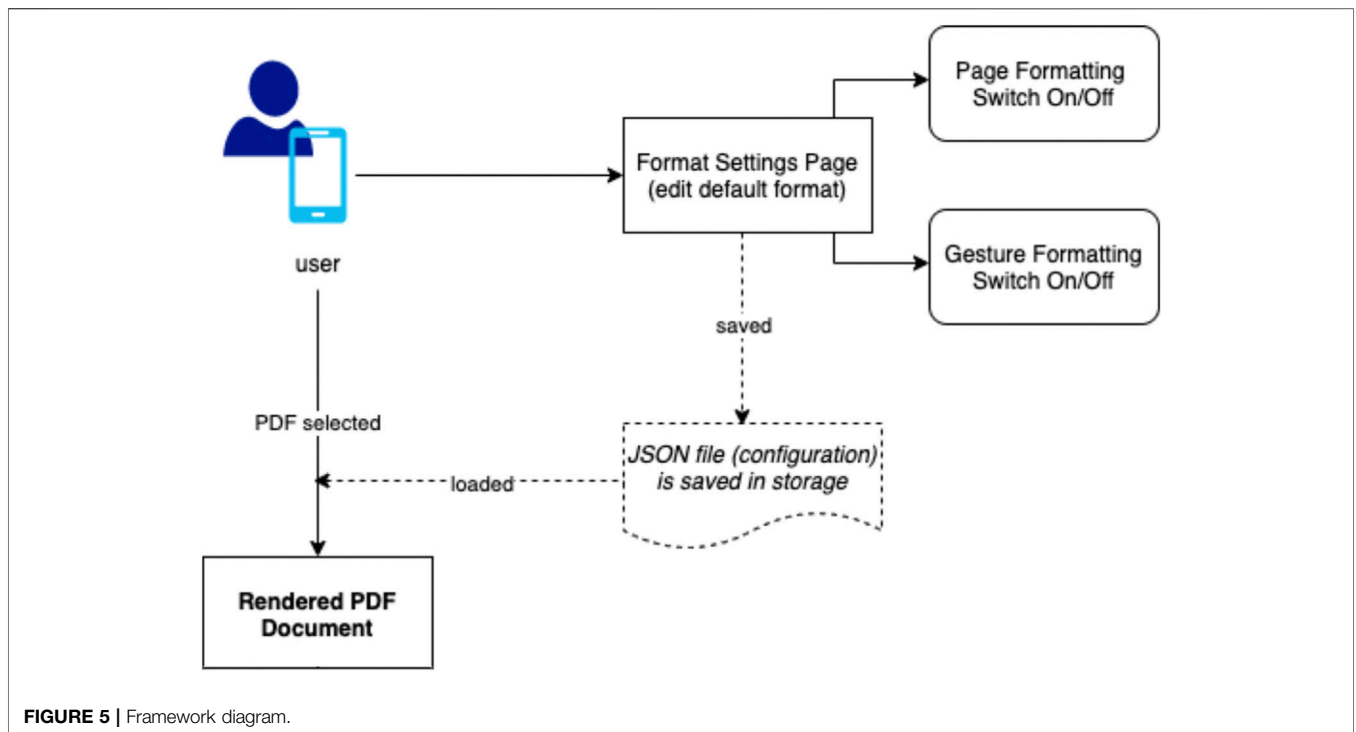 Page Formatting
Switch On/Off
Format Settings Page
(edit default format)
Gesture Formatting
Switch On/Off
user
saved
PDF selected
JSON file (configuration)
is saved in storage
loaded
Rendered PDF
Document
FIGURE 5 | Framework diagram.